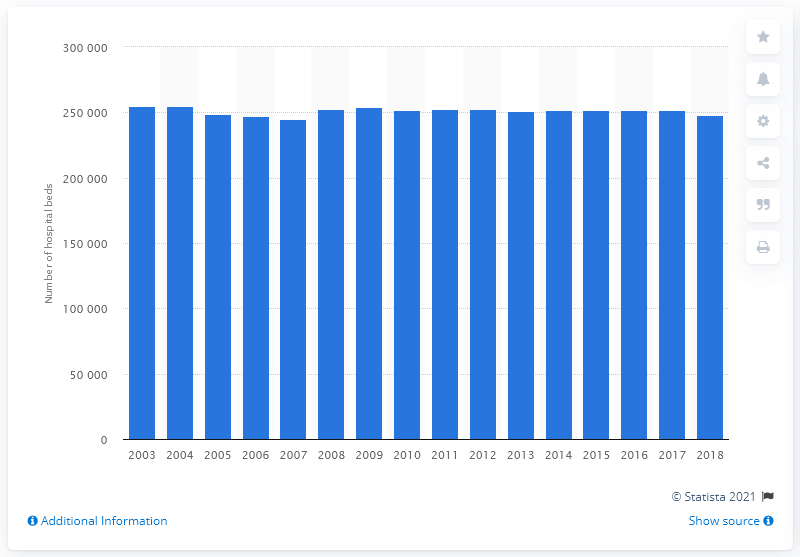 300 000
250 000
200 000
150 000
100 000
50 000
0
Number of hospital beds
2003 2004 2005 2006 2007 2008 2009 2010 2011 2012 2013 2014 2015 2016 2017 2018
© Statista 2021
Additional Information
Show source